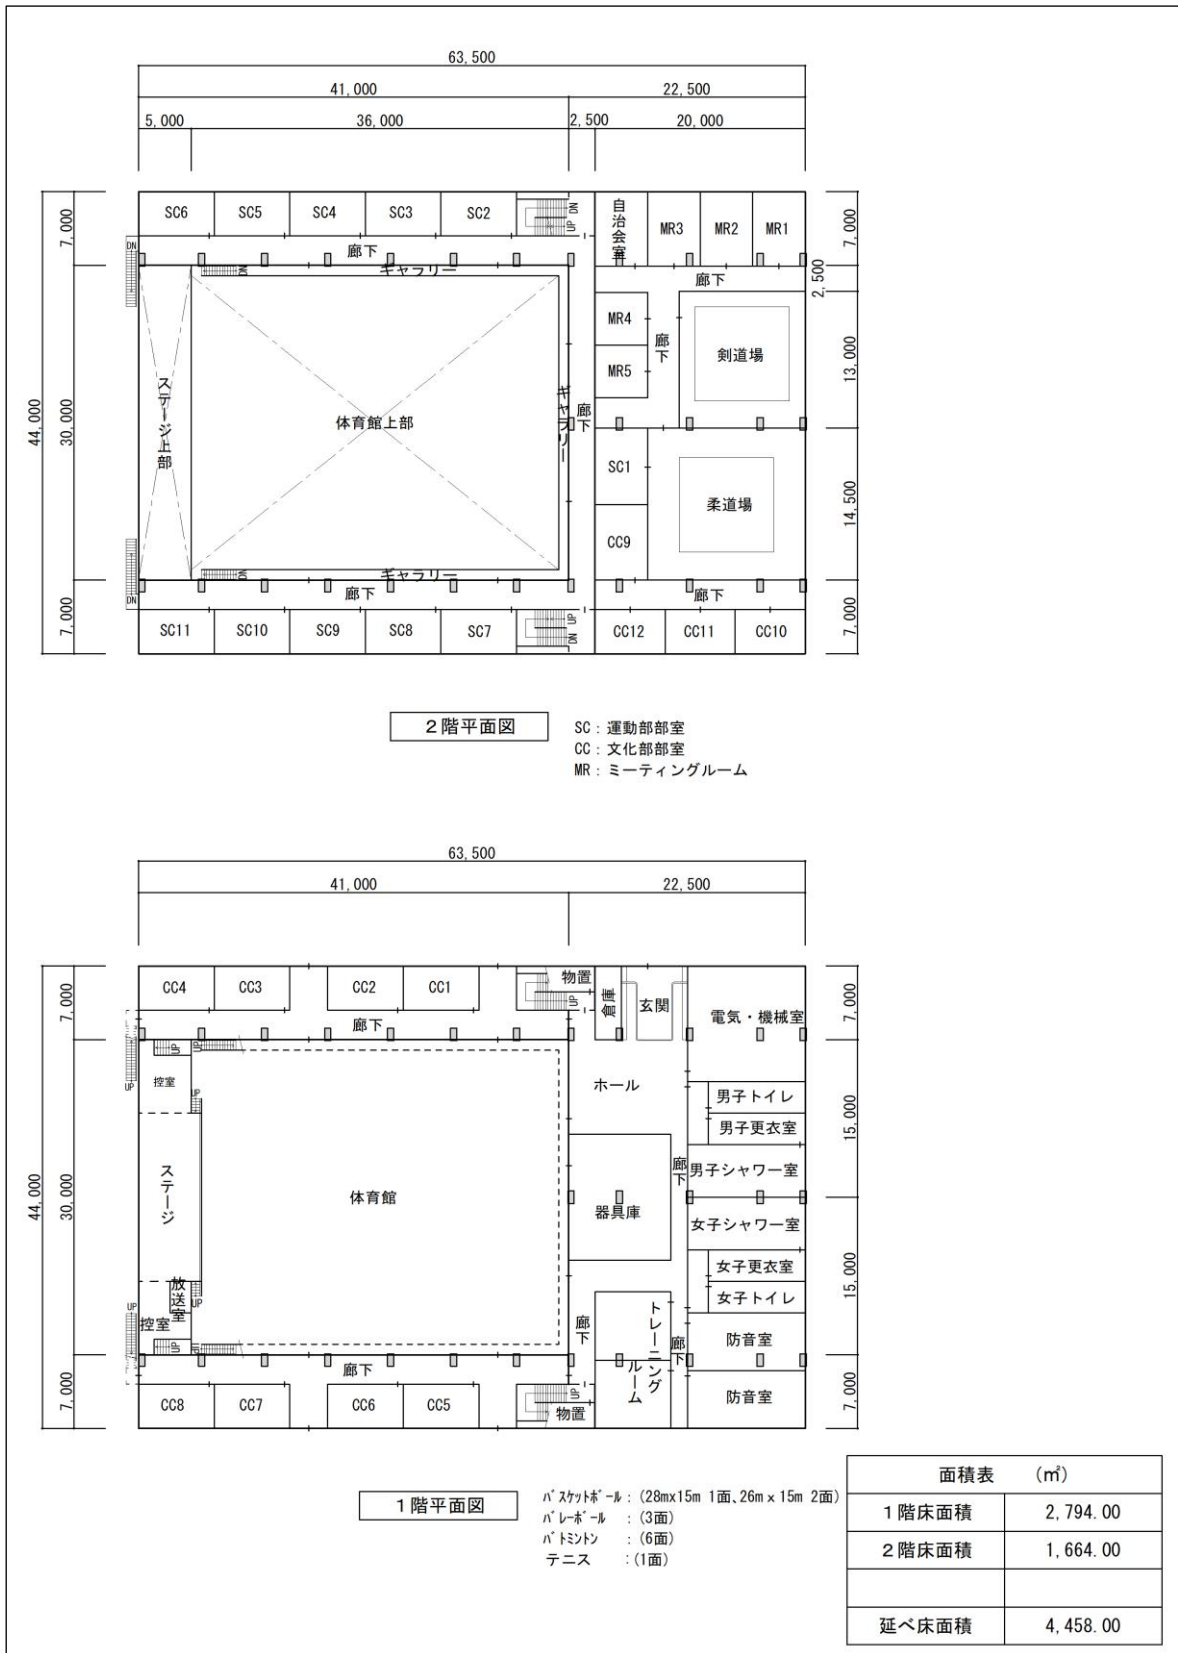 63,500
41,000 22,500
5,000 36,000 2,500 20,000
7,000 SC6 SC5 SC4 SC3 SC2 DN UP 自治会室 MR3 MR2 MR1 7,000
DN 廊下
ギャラリー
DN
廊下 2,500
44,000 30,000
ステージ上部 体育館上部 ギャラリー 廊下
MR4 廊下 剣道場 13,000
MR5
SC1 柔道場 14,500
CC9
DN ギャラリー
DN 廊下 廊下
7,000 SC11 SC10 SC9 SC8 SC7 UP DN CC12 CC11 CC10 7,000
2階平面図
SC : 運動部部室
CC : 文化部部室
MR : ミーティングルーム
63,500
41,000 22,500
7,000 CC4 CC3 CC2 CC1 物置 UP 倉庫 玄関 電気・機械室 7,000
廊下
UP UP UP
控室 UP ホール
男子トイレ
男子更衣室 15,000
44,000 30,000
ステージ 体育館 器具庫 廊下 男子シャワー室
女子シャワー室
女子更衣室 15,000
放送室 UP 女子トイレ
UP 控室 UP UP 廊下 トレーニングルーム 廊下 防音室
廊下
7,000 CC8 CC7 CC6 CC5 UP 物置 防音室 7,000
1階平面図
バスケットボール : (28mx15m 1面、26m x 15m 2面)
バレーボール : (3面)
バトミントン : (6面)
テニス : (1面)
面積表 (㎡)
1階床面積 2,794.00
2階床面積 1,664.00
延べ床面積 4,458.00